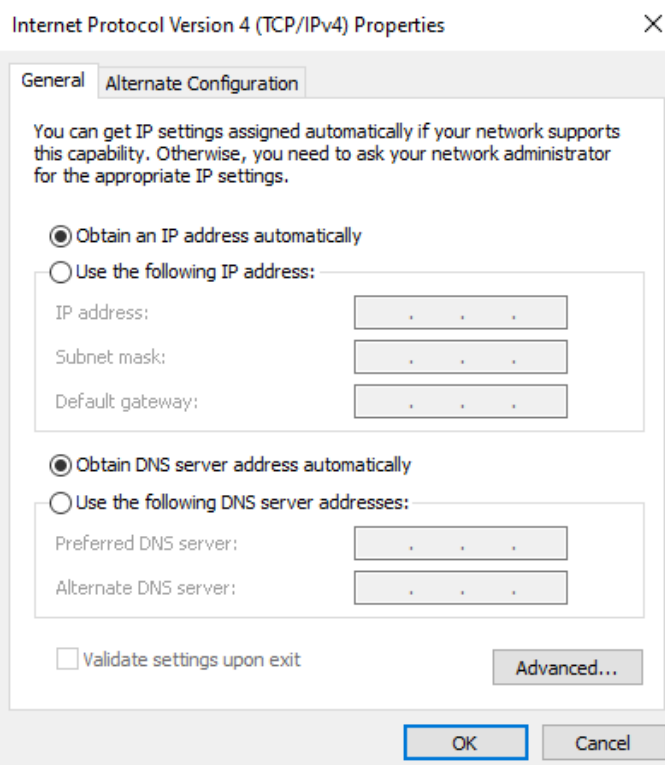 Internet Protocol Version 4 (TCP/IPv4) Properties
General
Alternate Configuration
You can get IP settings assigned automatically if your network supports
this capability. Otherwise, you need to ask your network administrator
for the appropriate IP settings.
Obtain an IP address automatically
Use the following IP address:
IP address:
Subnet mask:
Default gateway:
Obtain DNS server address automatically
Use the following DNS server addresses:
Preferred DNS server:
Alternate DNS server:
Validate settings upon exit
Advanced...
OK
Cancel